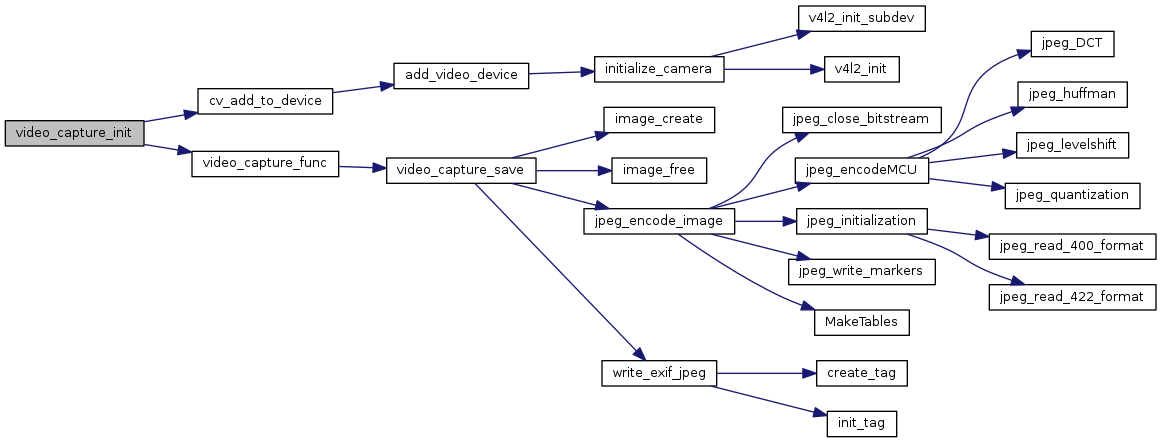 video_capture_init
cv_add_to_device
video_capture_func
add_video_device
video_capture_save
initialize_camera
image_create
image_free
jpeg_encode_image
write_exif_jpeg
v4l2_init_subdev
v4l2_init
jpeg_close_bitstream
jpeg_encodeMCU
jpeg_initialization
jpeg_write_markers
MakeTables
create_tag
init_tag
jpeg_DCT
jpeg_huffman
jpeg_levelshift
jpeg_quantization
jpeg_read_400_format
jpeg_read_422_format